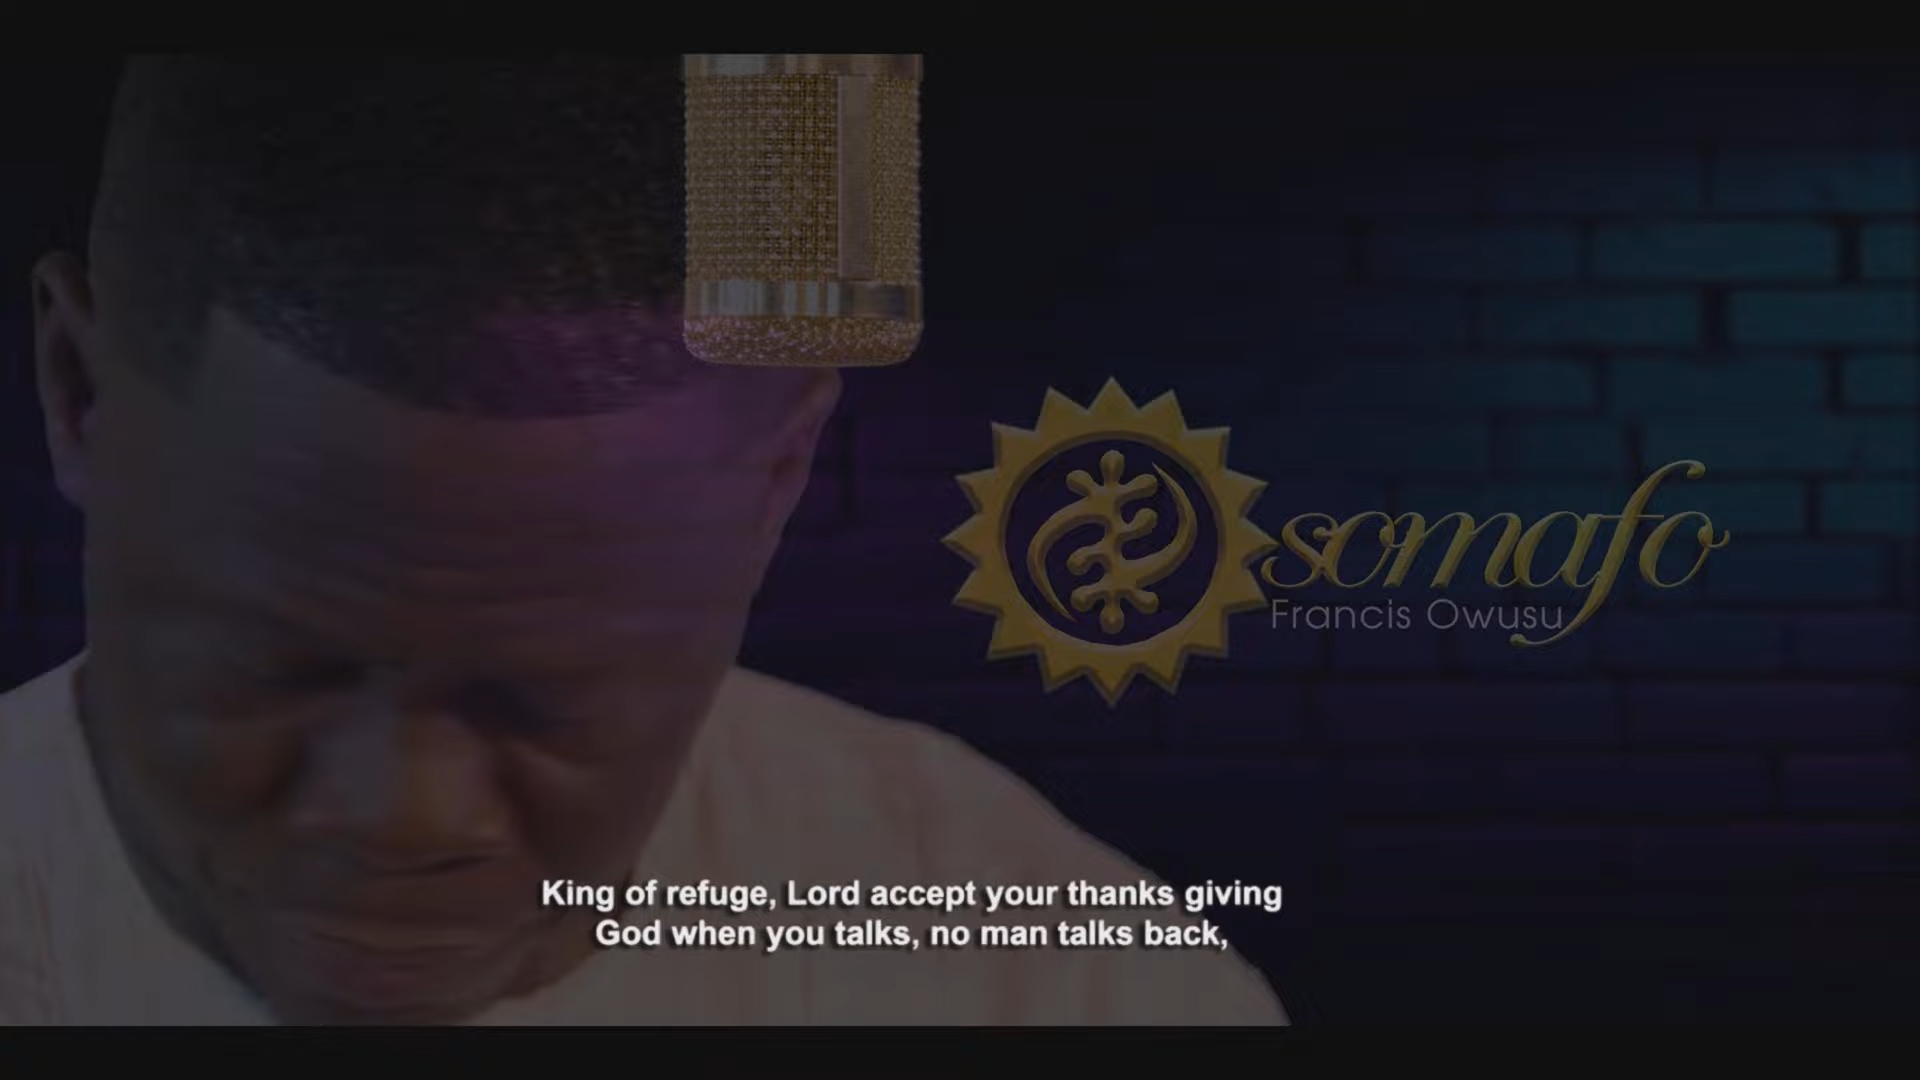 Osomafo
Francis Owusu
King of refuge, Lord accept your thanks giving
God when you talks, no man talks back,